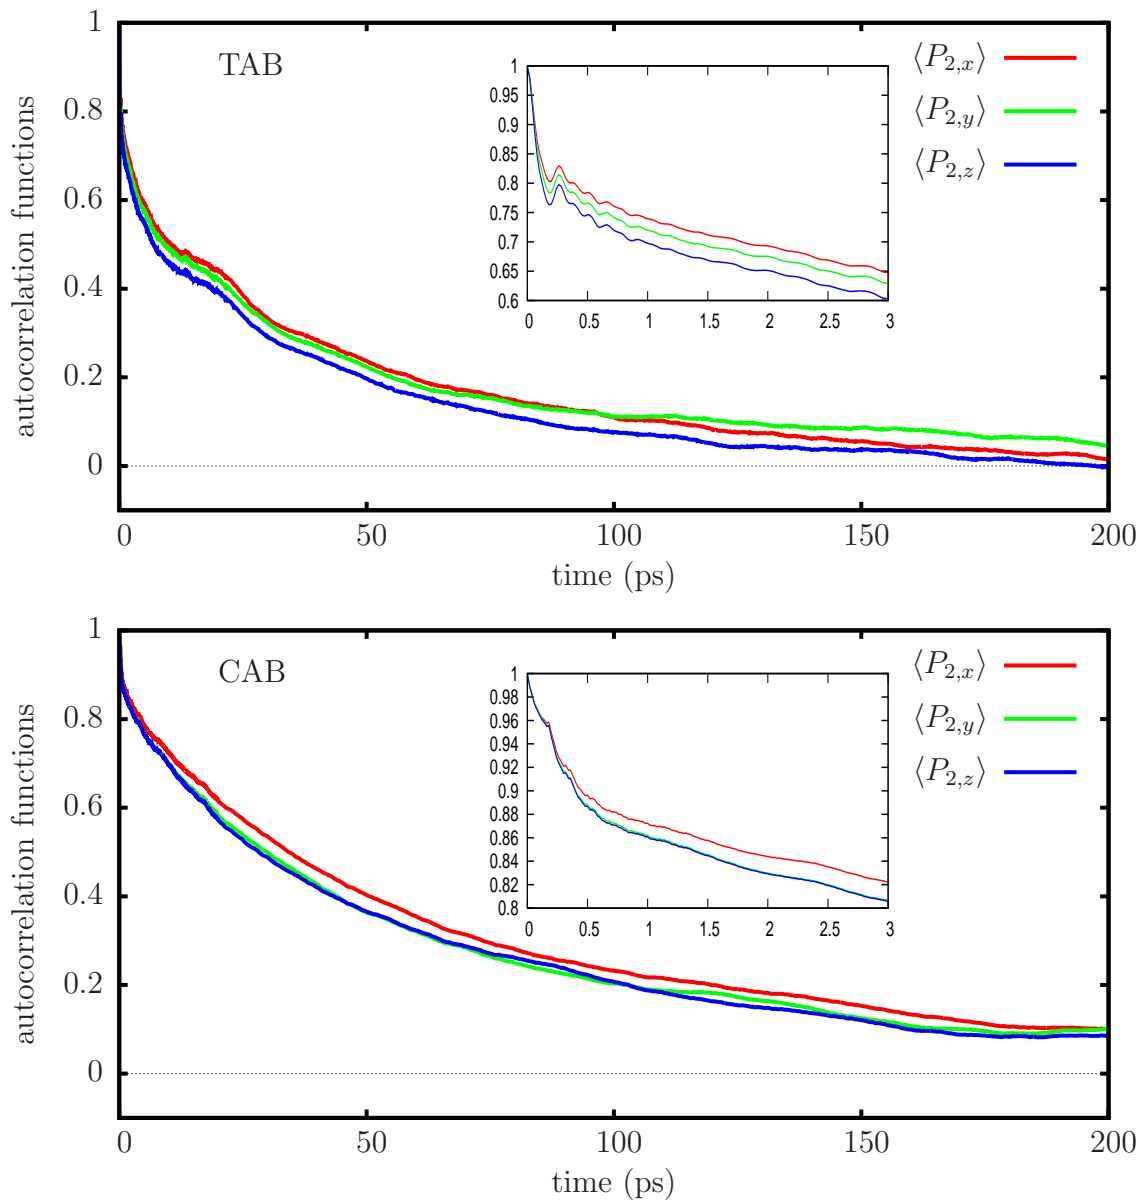 1
TAB
⟨P₂,ₓ⟩
⟨P₂,y⟩
⟨P₂,z⟩
0.8
0.6
0.4
0.2
0
autocorrelation functions
1
0.95
0.9
0.85
0.8
0.75
0.7
0.65
0.6
0 0.5 1 1.5 2 2.5 3
0 50 100 150 200
time (ps)
1
CAB
⟨P₂,ₓ⟩
⟨P₂,y⟩
⟨P₂,z⟩
0.8
0.6
0.4
0.2
0
autocorrelation functions
1
0.98
0.96
0.94
0.92
0.9
0.88
0.86
0.84
0.82
0.8
0 0.5 1 1.5 2 2.5 3
0 50 100 150 200
time (ps)